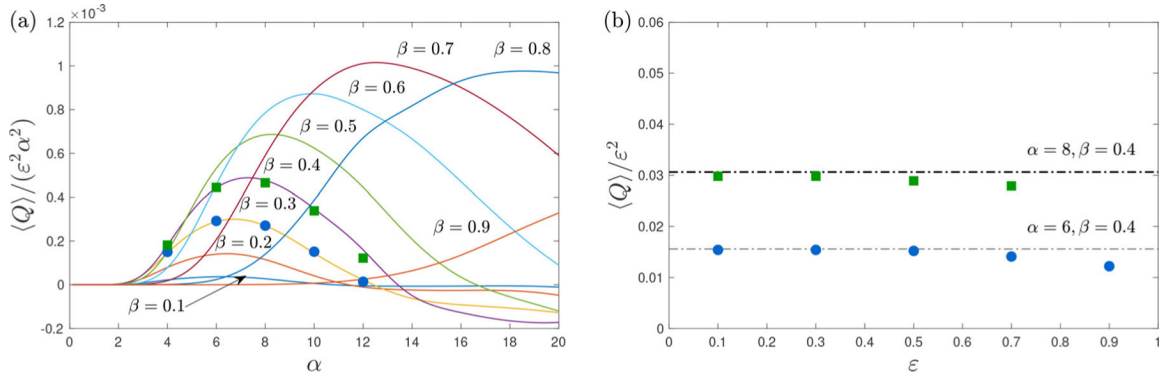 (a)
×10⁻³
1.2
1
0.8
0.6
0.4
0.2
0
-0.2
⟨Q⟩/(ε²α²)
β = 0.7
β = 0.8
β = 0.6
β = 0.5
β = 0.4
β = 0.3
β = 0.2
β = 0.9
β = 0.1
0 2 4 6 8 10 12 14 16 18 20
α
(b)
0.06
0.05
0.04
0.03
0.02
0.01
0
⟨Q⟩/ε²
α = 8, β = 0.4
α = 6, β = 0.4
0 0.1 0.2 0.3 0.4 0.5 0.6 0.7 0.8 0.9 1
ε